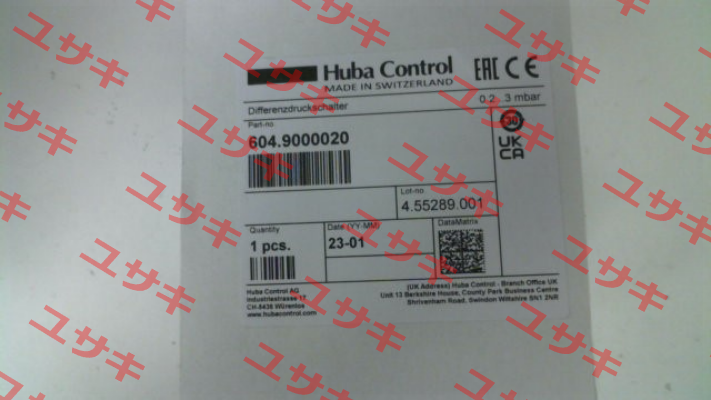 Huba Control
MADE IN SWITZERLAND
EAC CE
Differenzdruckschalter
0,2 - 3 mbar
Part-no
604.9000020
UK
CA
Lot-no
4.55289.001
Quantity
1 pcs.
Date (YY-MM)
23-01
DataMatrix
Huba Control AG
Industriestrasse 17
CH-5436 Würenlos
www.hubacontrol.com
(UK Address) Huba Control - Branch Office UK
Unit 13 Berkshire House, County Park Business Centre
Shrivenham Road, Swindon Wiltshire SN1 2NR
ユサキ